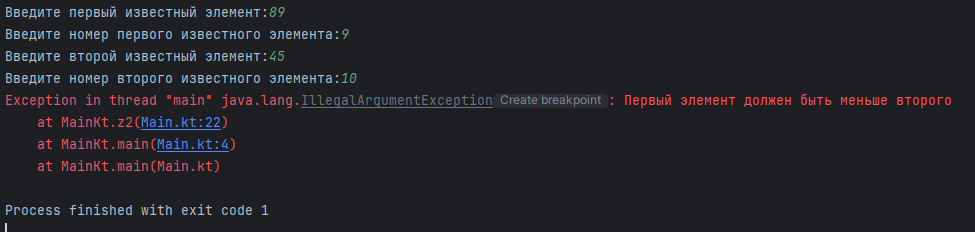 Введите первый известный элемент:89
Введите номер первого известного элемента:9
Введите второй известный элемент:45
Введите номер второго известного элемента:10
Exception in thread "main" java.lang.IllegalArgumentException Create breakpoint : Первый элемент должен быть меньше второго
at MainKt.z2(Main.kt:22)
at MainKt.main(Main.kt:4)
at MainKt.main(Main.kt)
Process finished with exit code 1